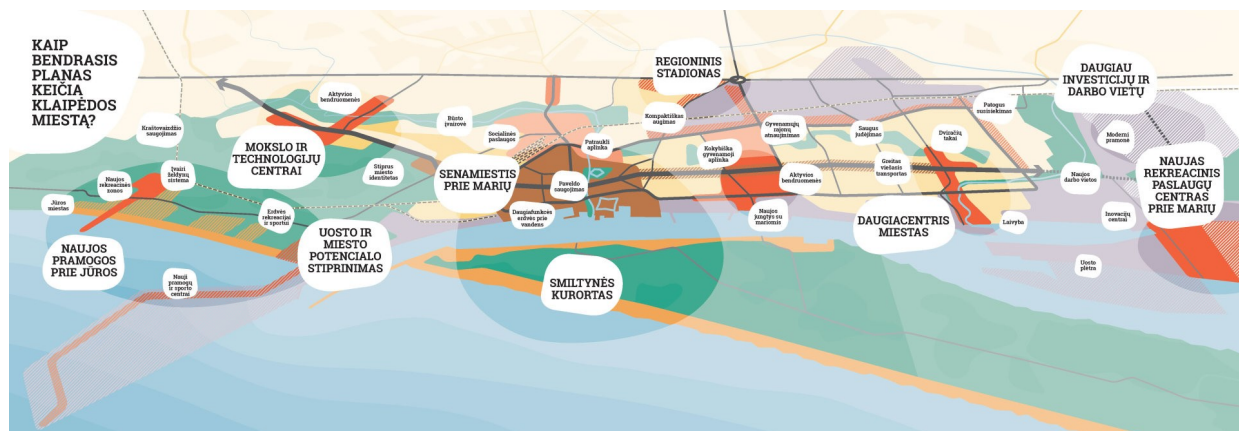 KAIP
BENDRASIS
PLANAS
KEIČIA
KLAIPĖDOS
MIESTĄ?
REGIONINIS
STADIONAS
DAUGIAU
INVESTICIJŲ IR
DARBO VIETŲ
Aktyvios
bendruomenės
Kraštovaizdžio
saugojimas
Būsto
įvairovė
Socialinės
paslaugos
Patraukli
aplinka
Kompaktiškas
augimas
Gyvenamųjų
rajonų
atnaujinimas
Saugus
judėjimas
Dviračių
takai
Patogus
susisiekimas
Moderni
pramonė
MOKSLO IR
TECHNOLOGIJŲ
CENTRAI
Kokybiška
gyvenamoji
aplinka
Naujos
rekreacinės
zonos
Įvairi
želdynų
sistema
Stiprus
miesto
identitetas
SENAMIESTIS
PRIE MARIŲ
Paveldo
saugojimas
Aktyvios
bendruomenės
Greitas
viešasis
transportas
Naujos
darbo vietos
NAUJAS
REKREACINIS
PASLAUGŲ
CENTRAS
PRIE MARIŲ
Jūros
miestas
Erdvės
rekreacijai
ir sportui
Daugiafunkcės
erdvės prie
vandens
Naujos
jungtys su
mariomis
DAUGIACENTRIS
MIESTAS
Laivyba
Inovacijų
centrai
NAUJOS
PRAMOGOS
PRIE JŪROS
UOSTO IR
MIESTO
POTENCIALO
STIPRINIMAS
Uosto
plėtra
Nauji
pramogų
ir sporto
centrai
SMILTYNĖS
KURORTAS